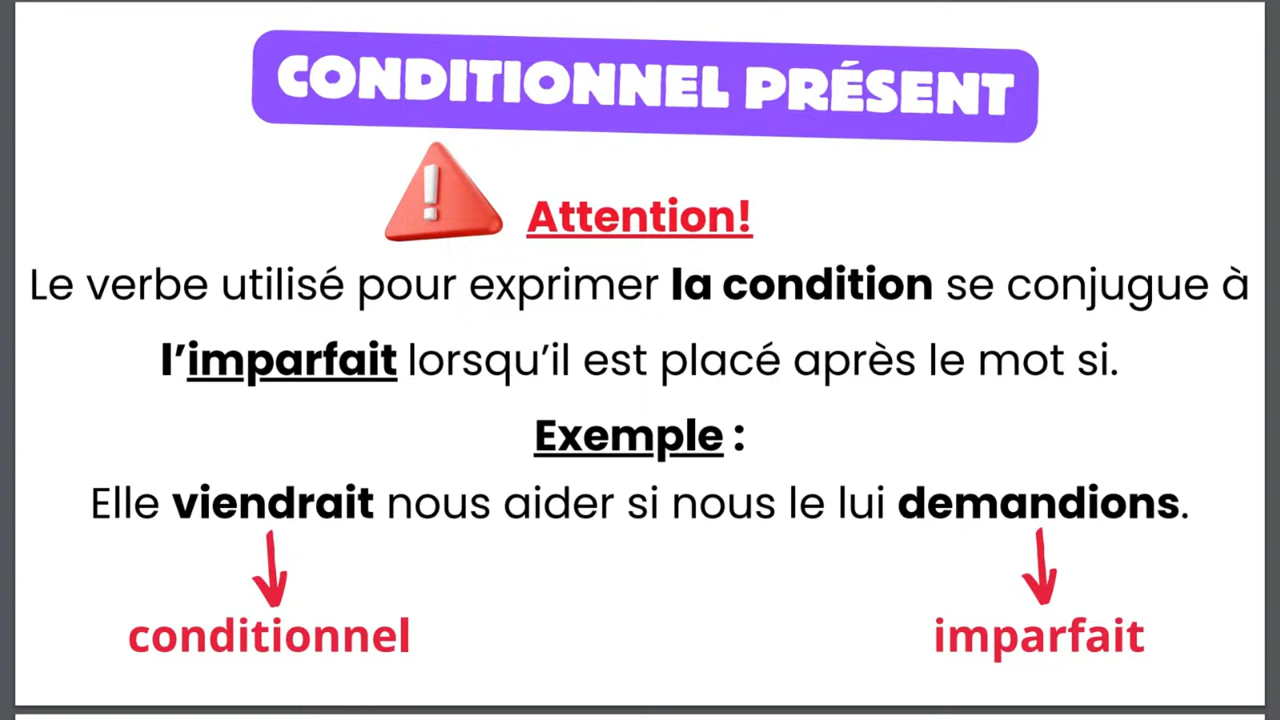 CONDITIONNEL PRÉSENT
Attention!
Le verbe utilisé pour exprimer la condition se conjugue à
l’imparfait lorsqu’il est placé après le mot si.
Exemple :
Elle viendrait nous aider si nous le lui demandions.
conditionnel imparfait